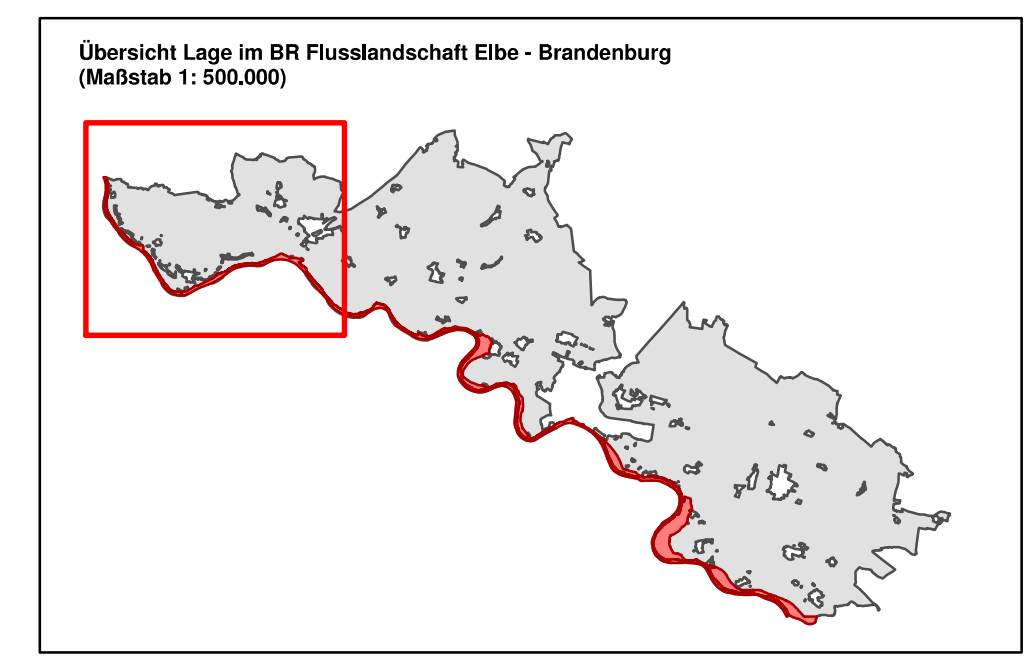 Übersicht Lage im BR Flusslandschaft Elbe - Brandenburg
(Maßstab 1: 500.000)